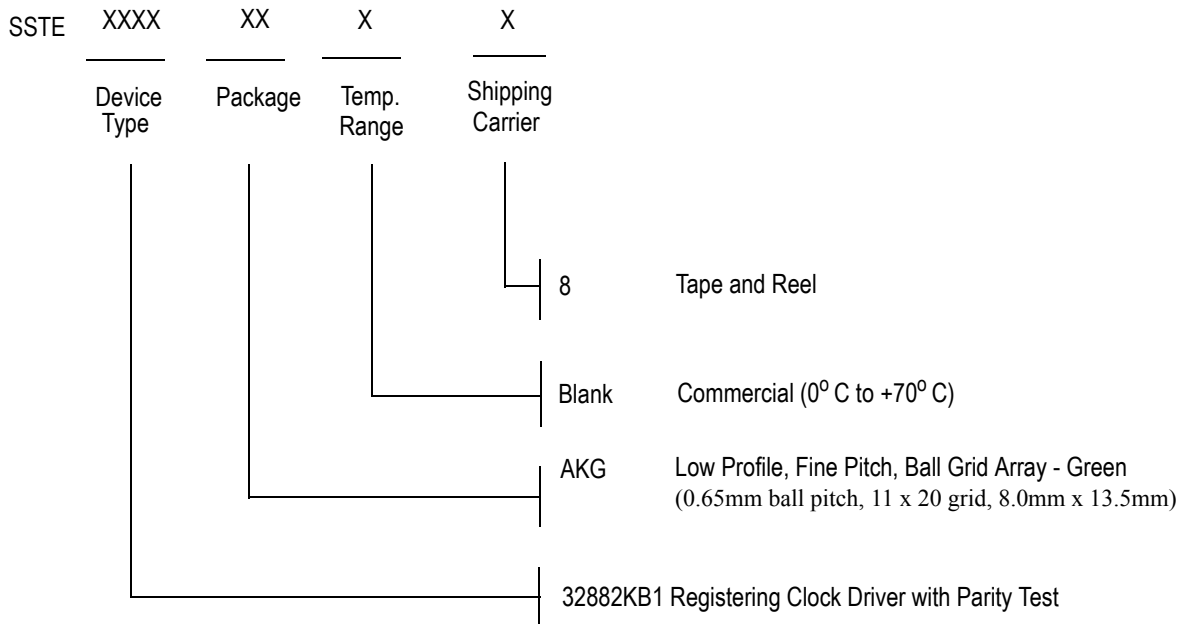 SSTE XXXX XX X X
Device Type
Package
Temp. Range
Shipping Carrier
8 Tape and Reel
Blank Commercial (0⁰ C to +70⁰ C)
AKG Low Profile, Fine Pitch, Ball Grid Array - Green
(0.65mm ball pitch, 11 x 20 grid, 8.0mm x 13.5mm)
32882KB1 Registering Clock Driver with Parity Test